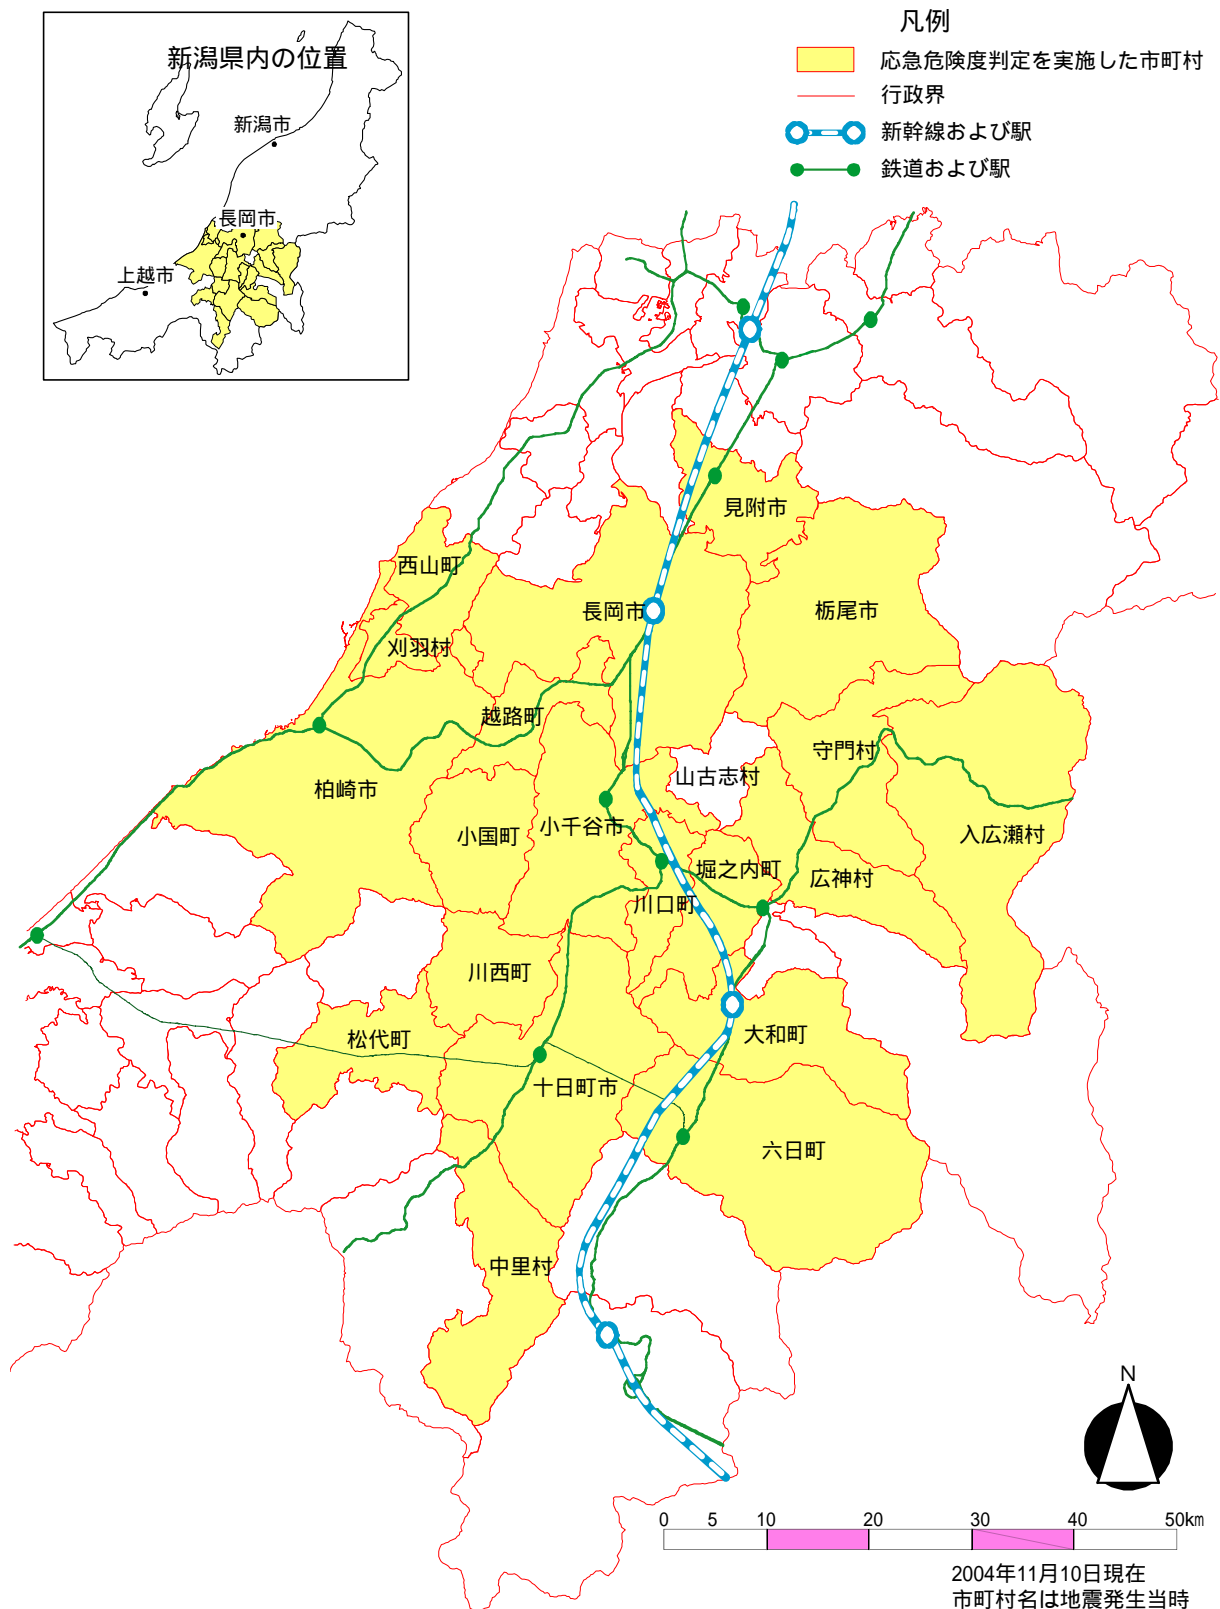 新潟県内の位置
新潟市
長岡市
上越市
凡例
応急危険度判定を実施した市町村
行政界
新幹線および駅
鉄道および駅
見附市
西山町
長岡市
栃尾市
刈羽村
越路町
守門村
山古志村
柏崎市
小国町
小千谷市
入広瀬村
堀之内町
広神村
川口町
川西町
松代町
大和町
十日町市
六日町
中里村
N
0 5 10 20 30 40 50km
2004年11月10日現在
市町村名は地震発生当時